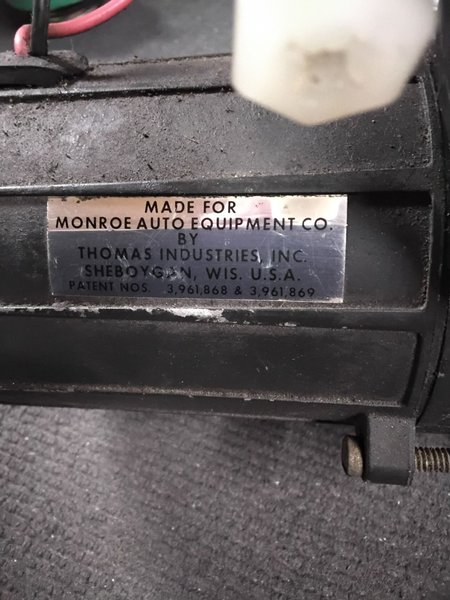 MADE FOR
MONROE AUTO EQUIPMENT CO.
BY
THOMAS INDUSTRIES, INC.
SHEBOYGAN, WIS. U.S.A.
PATENT NOS. 3,961,868 & 3,961,869